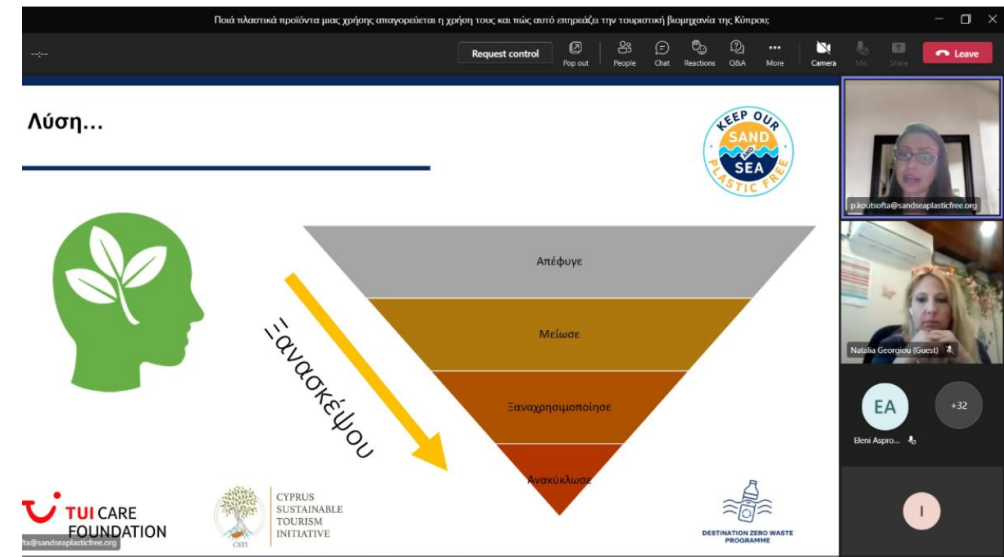 Ποιά πλαστικά προϊόντα μιας χρήσης απαγορεύεται η χρήση τους και πώς αυτό επηρεάζει την τουριστική βιομηχανία της Κύπρου;
--:--
Request control
Pop out
People
Chat
Reactions
Q&A
More
Camera
Mic
Share
Leave
Λύση...
KEEP OUR
SAND
AND
SEA
PLASTIC FREE
Απέφυγε
Μείωσε
Ξαναχρησιμοποίησε
Ανακύκλωσε
Ξανασκέψου
TUI CARE
FOUNDATION
ta@sandseaplasticfree.org
CSTI
CYPRUS
SUSTAINABLE
TOURISM
INITIATIVE
DESTINATION ZERO WASTE
PROGRAMME
p.koutsofta@sandseaplasticfree.org
Natalia Georgiou (Guest)
EA
+32
Eleni Aspro...
I